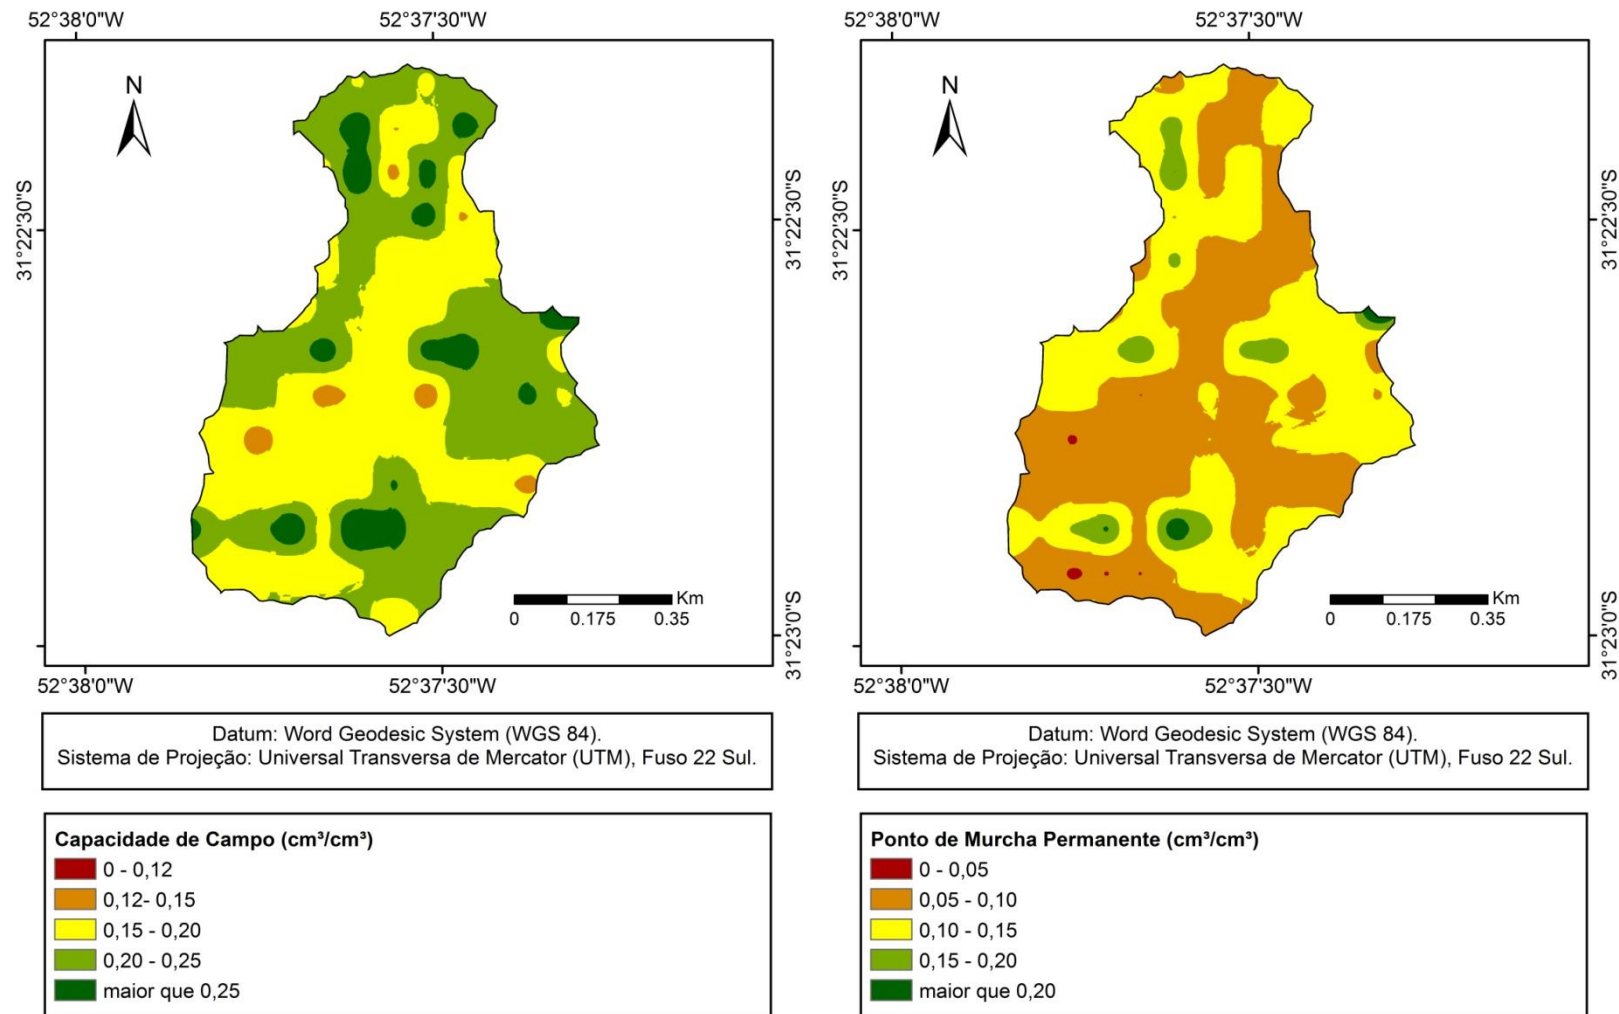 52°38'0"W
52°37'30"W
N
31°22'30"S
31°22'30"S
Km
0
0.175
0.35
31°23'0"S
52°38'0"W
52°37'30"W
Datum: Word Geodesic System (WGS 84).
Sistema de Projeção: Universal Transversa de Mercator (UTM), Fuso 22 Sul.
Capacidade de Campo (cm³/cm³)
0 - 0,12
0,12- 0,15
0,15 - 0,20
0,20 - 0,25
maior que 0,25
52°38'0"W
52°37'30"W
N
31°22'30"S
31°22'30"S
Km
0
0.175
0.35
31°23'0"S
52°38'0"W
52°37'30"W
Datum: Word Geodesic System (WGS 84).
Sistema de Projeção: Universal Transversa de Mercator (UTM), Fuso 22 Sul.
Ponto de Murcha Permanente (cm³/cm³)
0 - 0,05
0,05 - 0,10
0,10 - 0,15
0,15 - 0,20
maior que 0,20